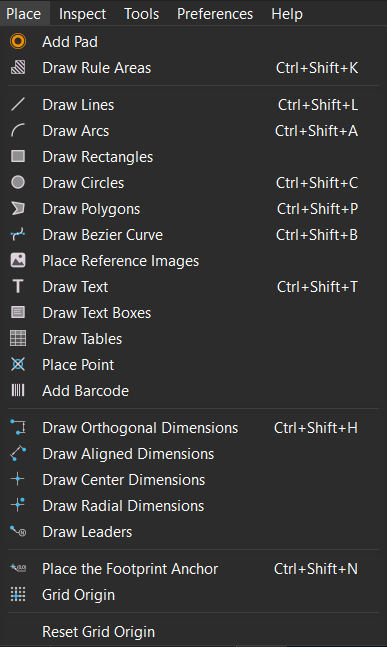 Place Inspect Tools Preferences Help
Add Pad
Draw Rule Areas Ctrl+Shift+K
Draw Lines Ctrl+Shift+L
Draw Arcs Ctrl+Shift+A
Draw Rectangles
Draw Circles Ctrl+Shift+C
Draw Polygons Ctrl+Shift+P
Draw Bezier Curve Ctrl+Shift+B
Place Reference Images
Draw Text Ctrl+Shift+T
Draw Text Boxes
Draw Tables
Place Point
Add Barcode
Draw Orthogonal Dimensions Ctrl+Shift+H
Draw Aligned Dimensions
Draw Center Dimensions
Draw Radial Dimensions
Draw Leaders
Place the Footprint Anchor Ctrl+Shift+N
Grid Origin
Reset Grid Origin